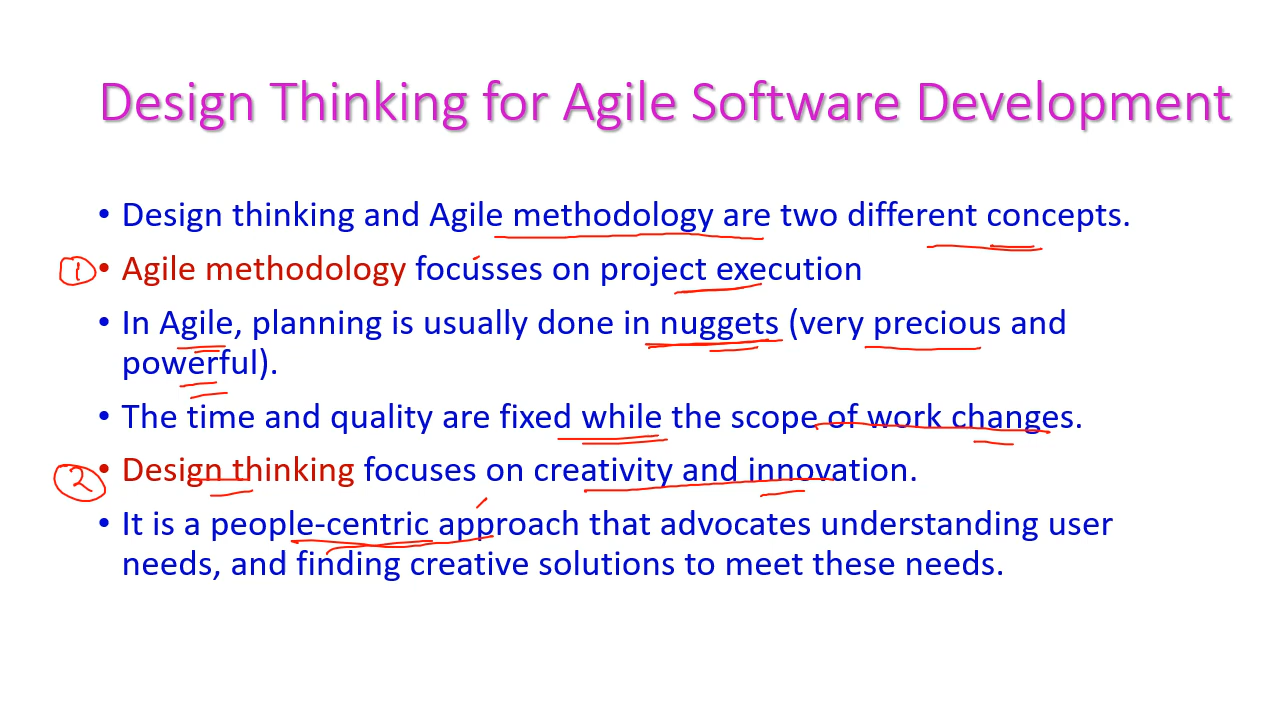 Design Thinking for Agile Software Development
• Design thinking and Agile methodology are two different concepts.
① • Agile methodology focusses on project execution
• In Agile, planning is usually done in nuggets (very precious and
powerful).
• The time and quality are fixed while the scope of work changes.
② • Design thinking focuses on creativity and innovation.
• It is a people-centric approach that advocates understanding user
needs, and finding creative solutions to meet these needs.